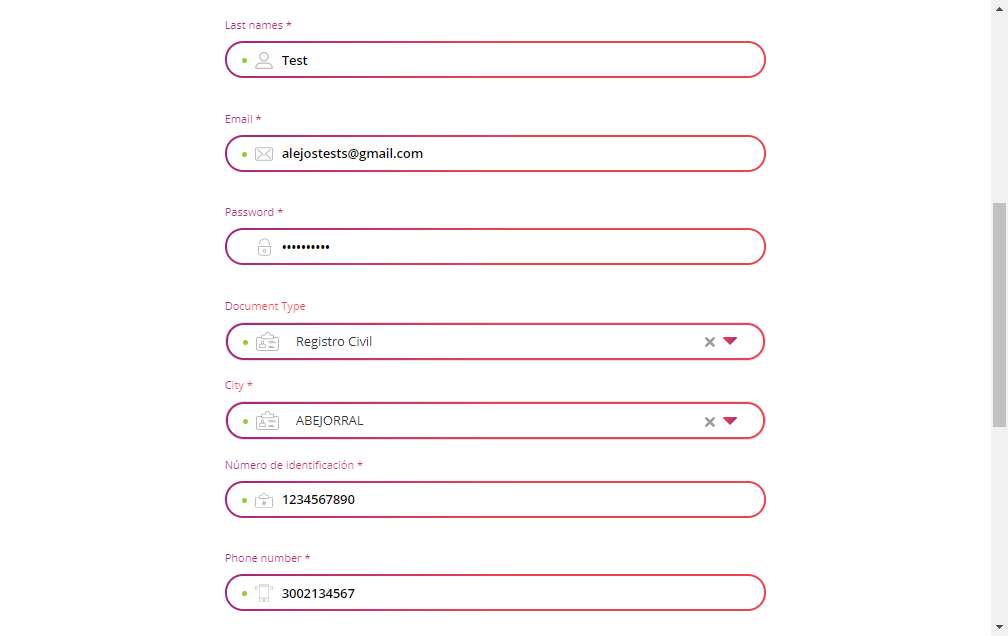 Last names *
Test
Email *
alejostests@gmail.com
Password *
••••••••••
Document Type
Registro Civil
City *
ABEJORRAL
Número de identificación *
1234567890
Phone number *
3002134567